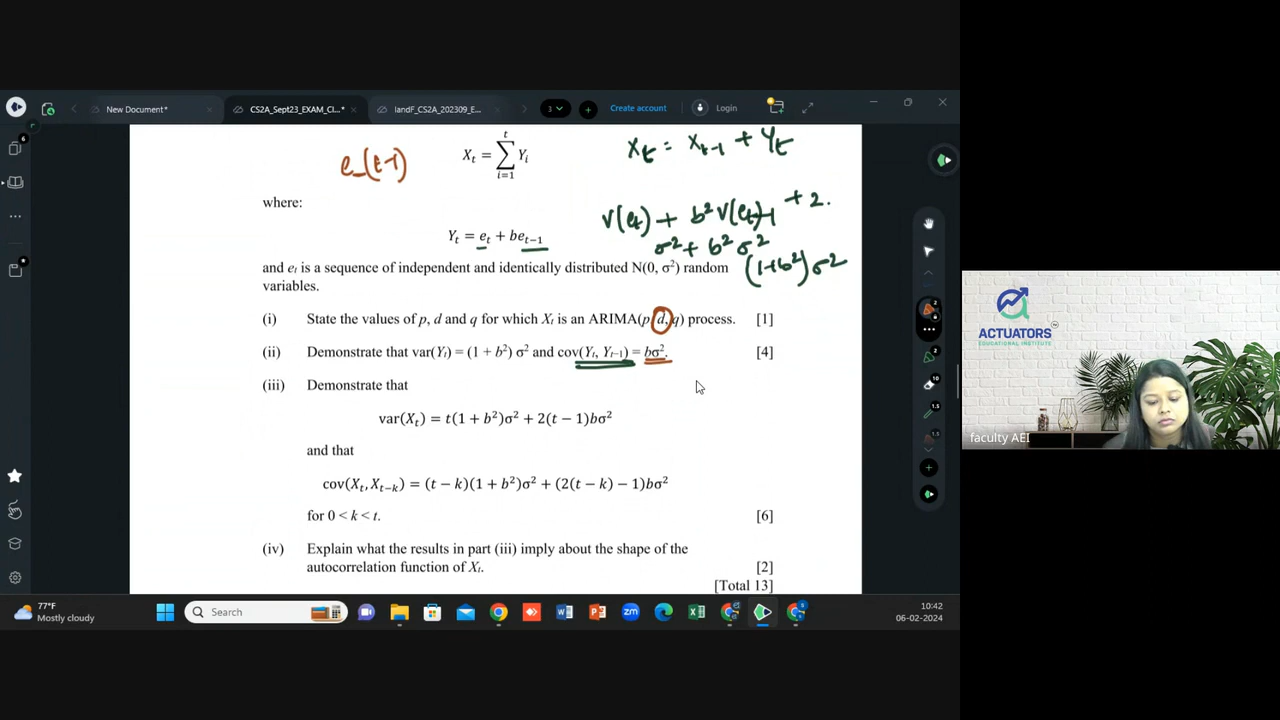 New Document*
CS2A_Sept23_EXAM_Cl...*
IandF_CS2A_202309_E...
3
Create account
Login
X_t = \sum_{i=1}^{t} Y_i
e_(t-1)
X_t = X_{t-1} + Y_t
where:
V(e_t) + b² V(e_t)-1 + 2.
Y_t = e_t + be_{t-1}
σ² + b² σ²
and e_t is a sequence of independent and identically distributed N(0, σ²) random
(1+b²) σ²
variables.
(i) State the values of p, d and q for which X_t is an ARIMA(p, d, q) process. [1]
(ii) Demonstrate that var(Y_t) = (1 + b²) σ² and cov(Y_t, Y_{t-1}) = bσ². [4]
(iii) Demonstrate that
var(X_t) = t(1 + b²)σ² + 2(t − 1)bσ²
and that
cov(X_t, X_{t−k}) = (t − k)(1 + b²)σ² + (2(t − k) − 1)bσ²
for 0 < k < t. [6]
(iv) Explain what the results in part (iii) imply about the shape of the
autocorrelation function of X_t. [2]
[Total 13]
ACTUATORS
EDUCATIONAL INSTITUTE
faculty AEI
77°F
Mostly cloudy
Search
10:42
06-02-2024